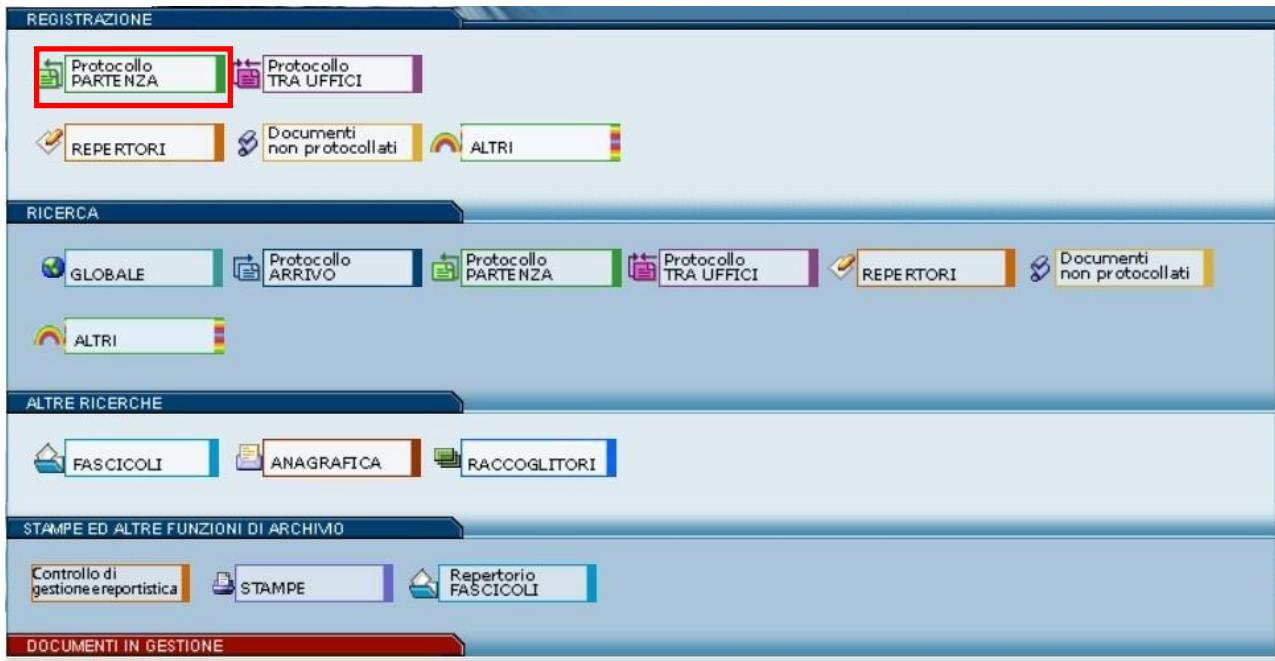 REGISTRAZIONE
Protocollo
PARTENZA
Protocollo
TRA UFFICI
REPERTORI
Documenti
non protocollati
ALTRI
RICERCA
GLOBALE
Protocollo
ARRIVO
Protocollo
PARTENZA
Protocollo
TRA UFFICI
REPERTORI
Documenti
non protocollati
ALTRI
ALTRE RICERCHE
FASCICOLI
ANAGRAFICA
RACCOGLITORI
STAMPE ED ALTRE FUNZIONI DI ARCHIVIO
Controllo di
gestione e reportistica
STAMPE
Repertorio
FASCICOLI
DOCUMENTI IN GESTIONE